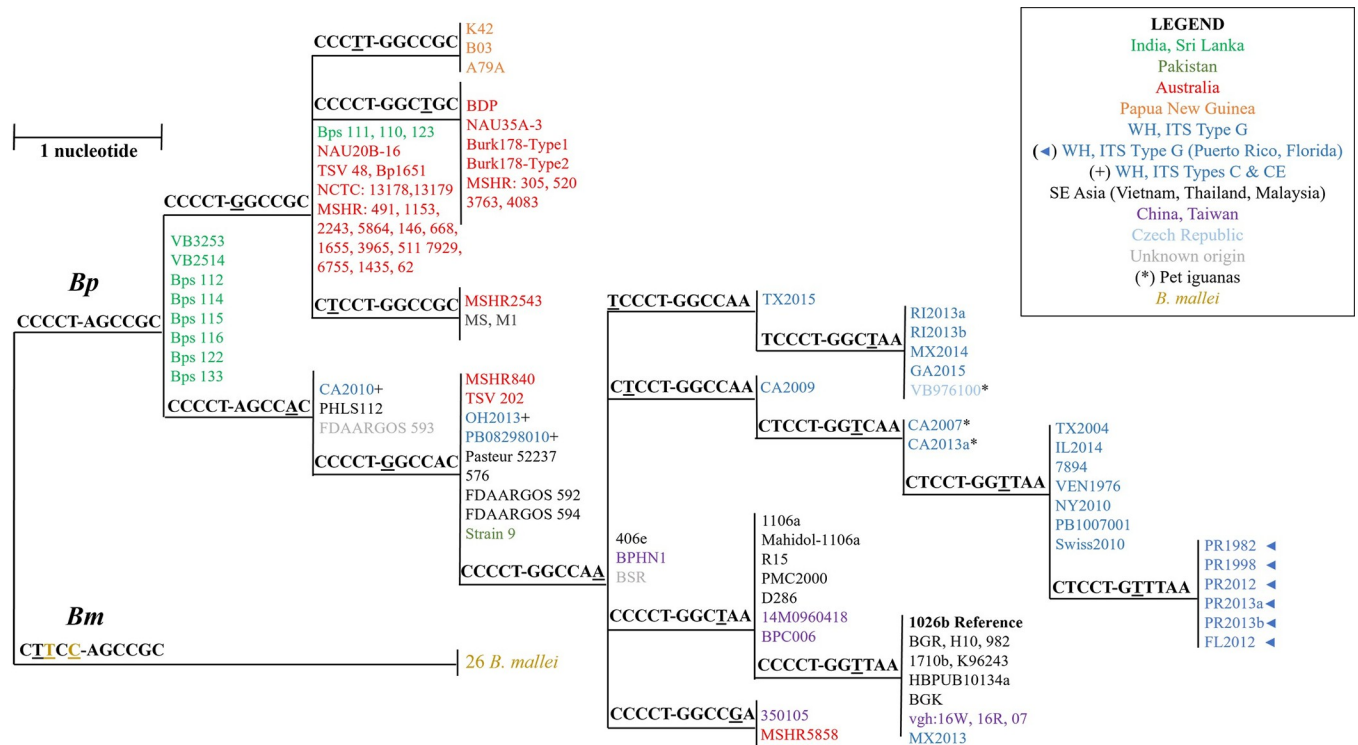 LEGEND
India, Sri Lanka
Pakistan
Australia
Papua New Guinea
WH, ITS Type G
(◄) WH, ITS Type G (Puerto Rico, Florida)
(+) WH, ITS Types C & CE
SE Asia (Vietnam, Thailand, Malaysia)
China, Taiwan
Czech Republic
Unknown origin
(*) Pet iguanas
B. mallei
1 nucleotide
Bp
CCCCT-AGCCGC
VB3253
VB2514
Bps 112
Bps 114
Bps 115
Bps 116
Bps 122
Bps 133
CCCCT-GGCCGC
CCCTT-GGCCGC
K42
B03
A79A
CCCCT-GGCTGC
BDP
NAU35A-3
Burk178-Type1
Burk178-Type2
MSHR: 305, 520
3763, 4083
Bps 111, 110, 123
NAU20B-16
TSV 48, Bp1651
NCTC: 13178,13179
MSHR: 491, 1153,
2243, 5864, 146, 668,
1655, 3965, 511 7929,
6755, 1435, 62
CTCCT-GGCCGC
MSHR2543
MS, M1
CCCCT-AGCCAC
CA2010+
PHLS112
FDAARGOS 593
CCCCT-GGCCAC
MSHR840
TSV 202
OH2013+
PB08298010+
Pasteur 52237
576
FDAARGOS 592
FDAARGOS 594
Strain 9
CCCCT-GGCCAA
406e
BPHN1
BSR
TCCCT-GGCCAA
TX2015
TCCCT-GGCTAA
RI2013a
RI2013b
MX2014
GA2015
VB976100*
CTCCT-GGCCAA
CA2009
CTCCT-GGTCAA
CA2007*
CA2013a*
CTCCT-GGTTAA
TX2004
IL2014
7894
VEN1976
NY2010
PB1007001
Swiss2010
CTCCT-GTTTAA
PR1982 ◄
PR1998 ◄
PR2012 ◄
PR2013a◄
PR2013b◄
FL2012 ◄
CCCCT-GGCTAA
1106a
Mahidol-1106a
R15
PMC2000
D286
14M0960418
BPC006
CCCCT-GGTTAA
1026b Reference
BGR, H10, 982
1710b, K96243
HBPUB10134a
BGK
vgh:16W, 16R, 07
MX2013
CCCCT-GGCCGA
350105
MSHR5858
Bm
CTTCC-AGCCGC
26 B. mallei